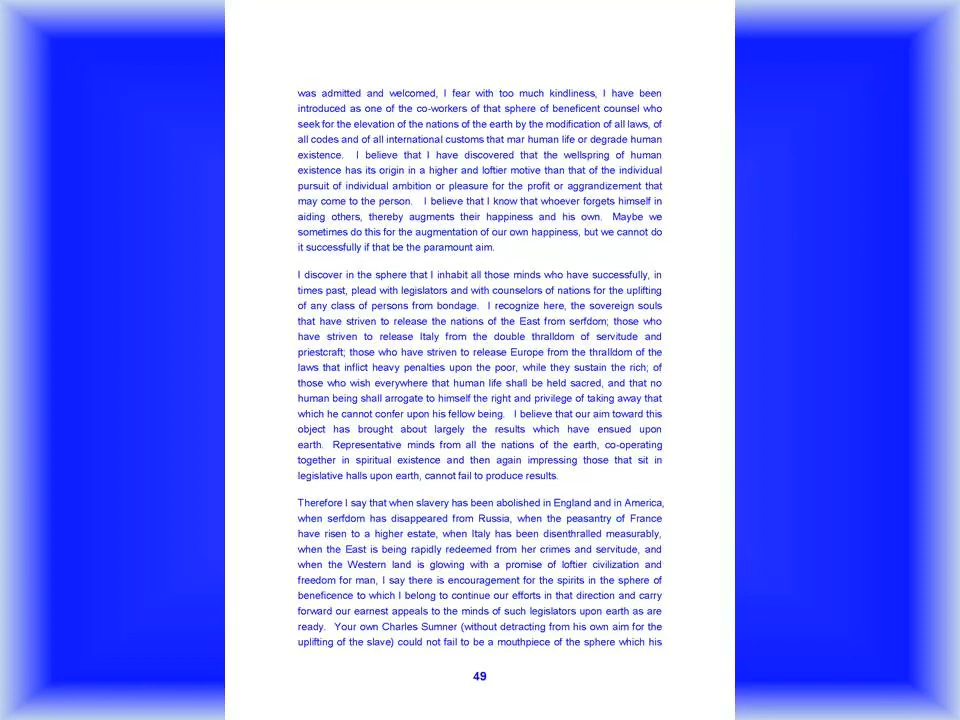 was admitted and welcomed, I fear with too much kindliness, I have been
introduced as one of the co-workers of that sphere of beneficent counsel who
seek for the elevation of the nations of the earth by the modification of all laws, of
all codes and of all international customs that mar human life or degrade human
existence. I believe that I have discovered that the wellspring of human
existence has its origin in a higher and loftier motive than that of the individual
pursuit of individual ambition or pleasure for the profit or aggrandizement that
may come to the person. I believe that I know that whoever forgets himself in
aiding others, thereby augments their happiness and his own. Maybe we
sometimes do this for the augmentation of our own happiness, but we cannot do
it successfully if that be the paramount aim.
I discover in the sphere that I inhabit all those minds who have successfully, in
times past, plead with legislators and with counselors of nations for the uplifting
of any class of persons from bondage. I recognize here, the sovereign souls
that have striven to release the nations of the East from serfdom; those who
have striven to release Italy from the double thralldom of servitude and
priestcraft; those who have striven to release Europe from the thralldom of the
laws that inflict heavy penalties upon the poor, while they sustain the rich; of
those who wish everywhere that human life shall be held sacred, and that no
human being shall arrogate to himself the right and privilege of taking away that
which he cannot confer upon his fellow being. I believe that our aim toward this
object has brought about largely the results which have ensued upon
earth. Representative minds from all the nations of the earth, co-operating
together in spiritual existence and then again impressing those that sit in
legislative halls upon earth, cannot fail to produce results.
Therefore I say that when slavery has been abolished in England and in America,
when serfdom has disappeared from Russia, when the peasantry of France
have risen to a higher estate, when Italy has been disenthralled measurably,
when the East is being rapidly redeemed from her crimes and servitude, and
when the Western land is glowing with a promise of loftier civilization and
freedom for man, I say there is encouragement for the spirits in the sphere of
beneficence to which I belong to continue our efforts in that direction and carry
forward our earnest appeals to the minds of such legislators upon earth as are
ready. Your own Charles Sumner (without detracting from his own aim for the
uplifting of the slave) could not fail to be a mouthpiece of the sphere which his
49